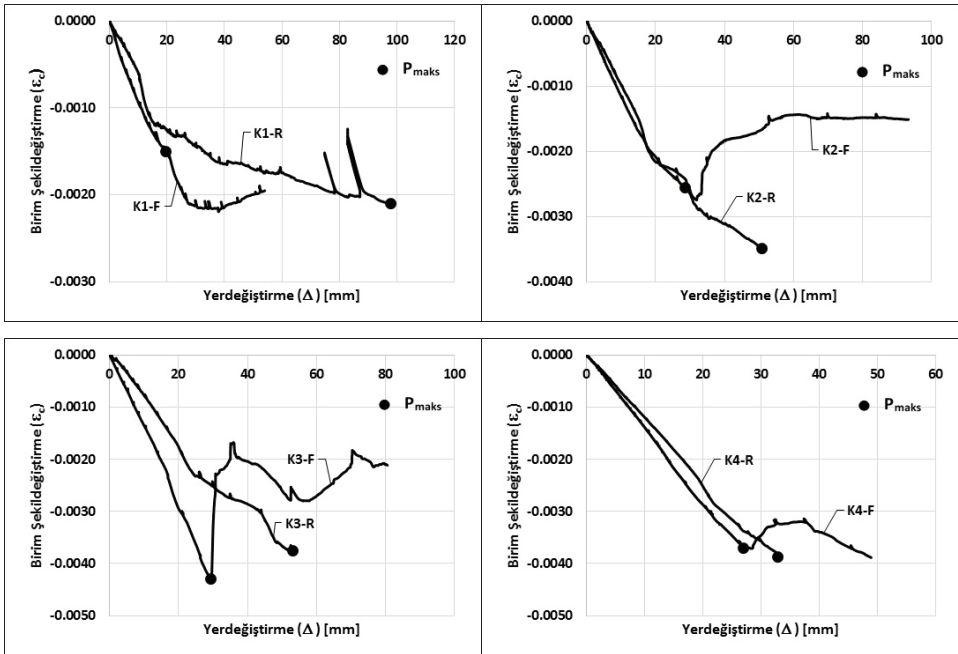 0.0000
0 20 40 60 80 100 120
-0.0010
-0.0020
-0.0030
Birim Şekildeğiştirme (εc)
Yerdeğiştirme (Δ) [mm]
Pmaks
K1-R
K1-F
0.0000
0 20 40 60 80 100
-0.0010
-0.0020
-0.0030
-0.0040
Birim Şekildeğiştirme (εc)
Yerdeğiştirme (Δ) [mm]
Pmaks
K2-F
K2-R
0.0000
0 20 40 60 80 100
-0.0010
-0.0020
-0.0030
-0.0040
-0.0050
Birim Şekildeğiştirme (εc)
Yerdeğiştirme (Δ) [mm]
Pmaks
K3-F
K3-R
0.0000
0 10 20 30 40 50 60
-0.0010
-0.0020
-0.0030
-0.0040
-0.0050
Birim Şekildeğiştirme (εc)
Yerdeğiştirme (Δ) [mm]
Pmaks
K4-R
K4-F